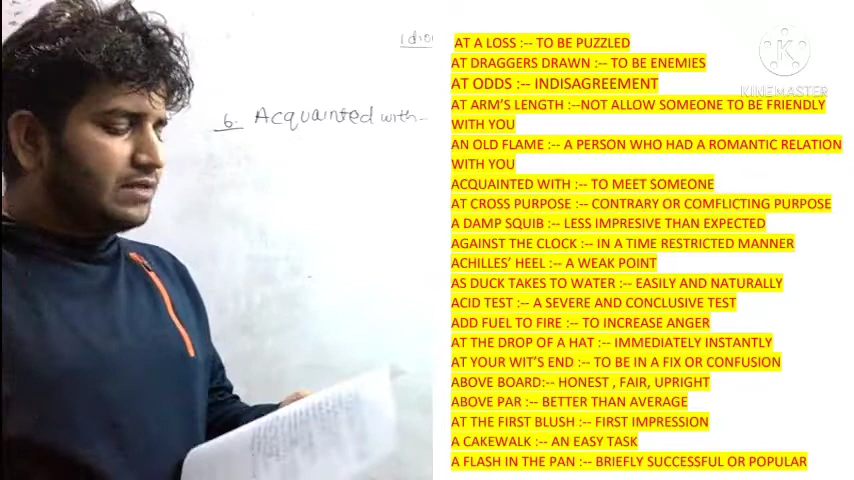 Idio
6. Acquainted with -
AT A LOSS :-- TO BE PUZZLED
AT DRAGGERS DRAWN :-- TO BE ENEMIES
AT ODDS :-- INDISAGREEMENT
AT ARM'S LENGTH :--NOT ALLOW SOMEONE TO BE FRIENDLY
WITH YOU
AN OLD FLAME :-- A PERSON WHO HAD A ROMANTIC RELATION
WITH YOU
ACQUAINTED WITH :-- TO MEET SOMEONE
AT CROSS PURPOSE :-- CONTRARY OR COMFLICTING PURPOSE
A DAMP SQUIB :-- LESS IMPRESIVE THAN EXPECTED
AGAINST THE CLOCK :-- IN A TIME RESTRICTED MANNER
ACHILLES' HEEL :-- A WEAK POINT
AS DUCK TAKES TO WATER :-- EASILY AND NATURALLY
ACID TEST :-- A SEVERE AND CONCLUSIVE TEST
ADD FUEL TO FIRE :-- TO INCREASE ANGER
AT THE DROP OF A HAT :-- IMMEDIATELY INSTANTLY
AT YOUR WIT'S END :-- TO BE IN A FIX OR CONFUSION
ABOVE BOARD:-- HONEST , FAIR, UPRIGHT
ABOVE PAR :-- BETTER THAN AVERAGE
AT THE FIRST BLUSH :-- FIRST IMPRESSION
A CAKEWALK :-- AN EASY TASK
A FLASH IN THE PAN :-- BRIEFLY SUCCESSFUL OR POPULAR
KINEMASTER